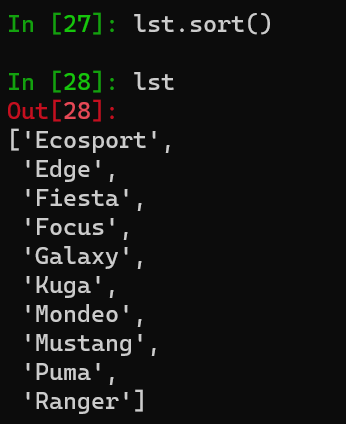 In [27]: lst.sort()
In [28]: lst
Out[28]:
['Ecosport',
 'Edge',
 'Fiesta',
 'Focus',
 'Galaxy',
 'Kuga',
 'Mondeo',
 'Mustang',
 'Puma',
 'Ranger']